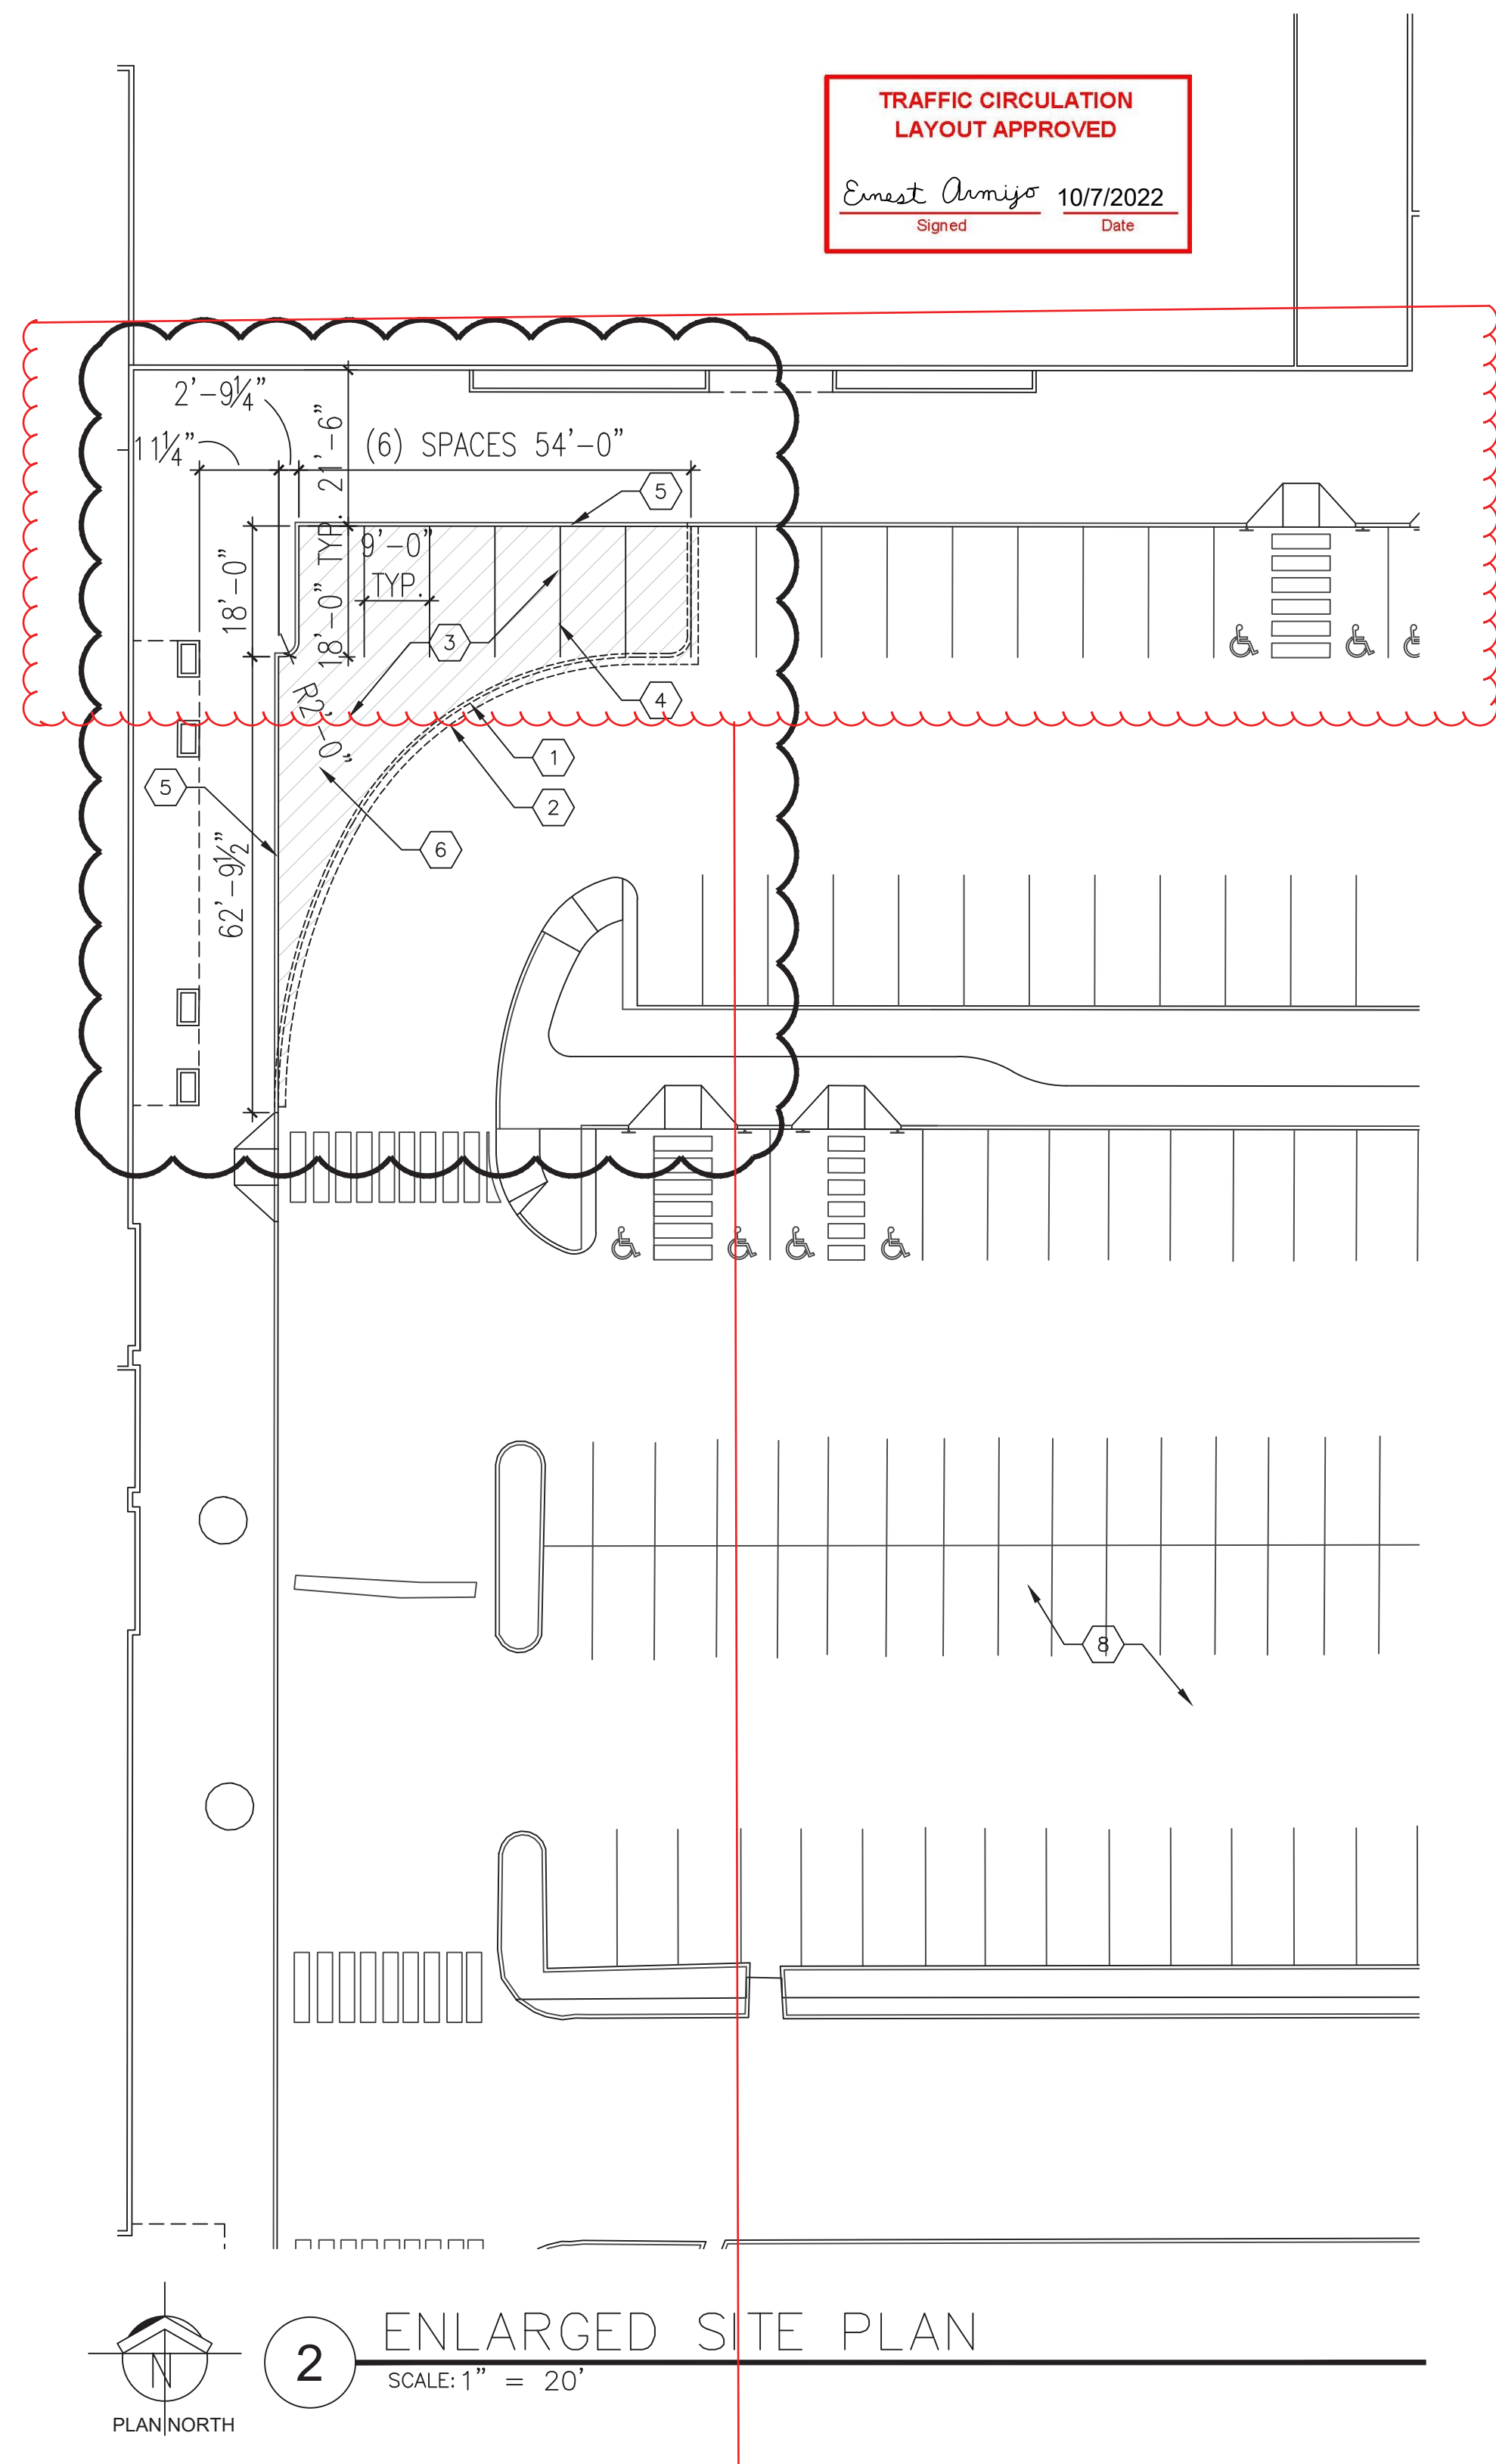 TRAFFIC CIRCULATION
LAYOUT APPROVED
Ernest Armijo 10/7/2022
Signed Date
2'-9¼"
11¼"
21'-6"
(6) SPACES 54'-0"
5
18'-0"
18'-0" TYP.
9'-0"
TYP.
3
4
R2'-0"
1
2
5
6
62'-9½"
8
N
PLAN NORTH
2
ENLARGED SITE PLAN
SCALE: 1" = 20'